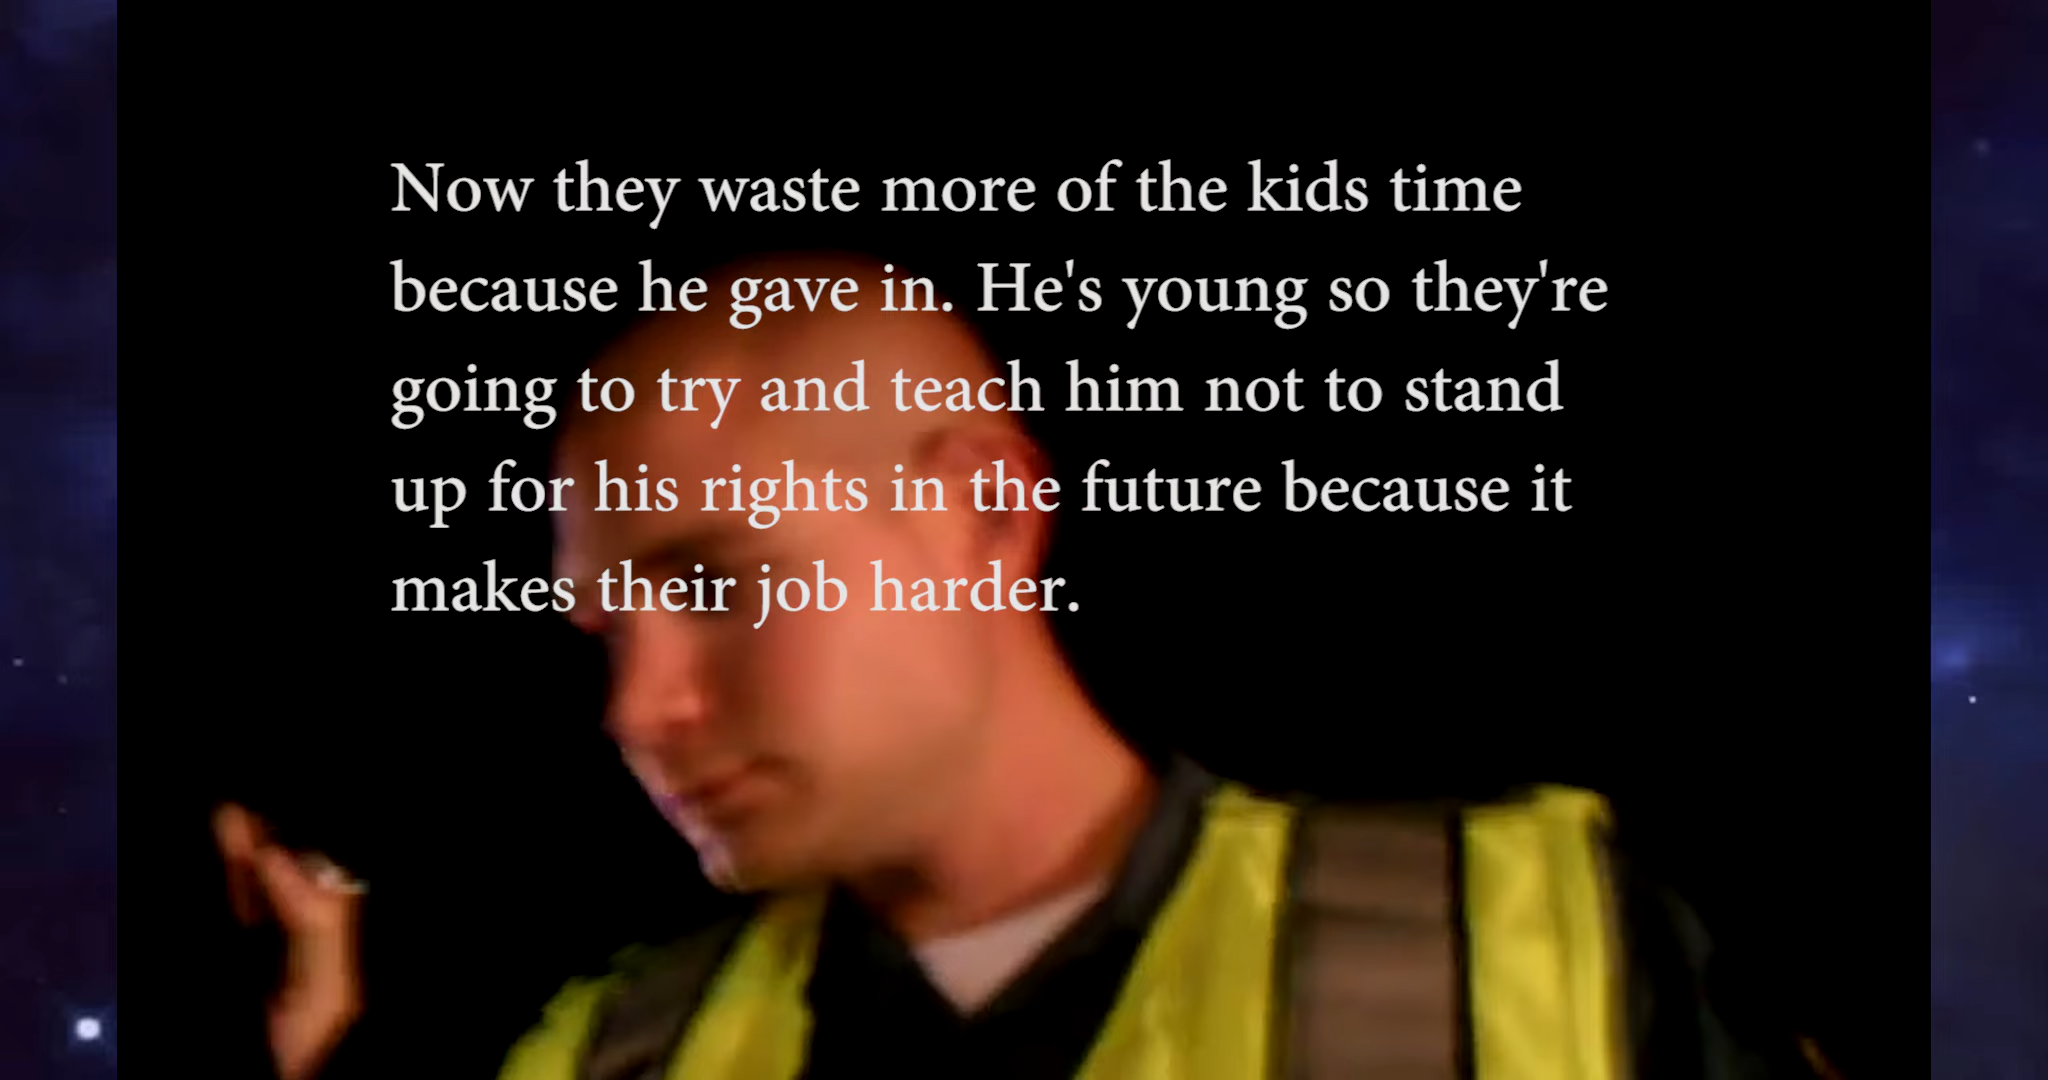 Now they waste more of the kids time
because he gave in. He's young so they're
going to try and teach him not to stand
up for his rights in the future because it
makes their job harder.